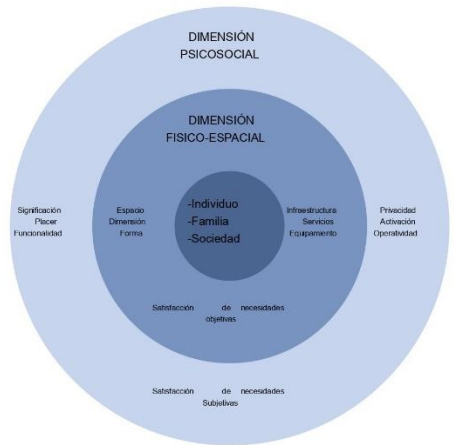 DIMENSIÓN
PSICOSOCIAL
DIMENSIÓN
FISICO-ESPACIAL
-Individuo
-Familia
-Sociedad
Significación
Placer
Funcionalidad
Espacio
Dimensión
Forma
Infraestructura
Servicios
Equipamiento
Privacidad
Activación
Operatividad
Satisfacción de necesidades
objetivas
Satisfacción de necesidades
Subjetivas